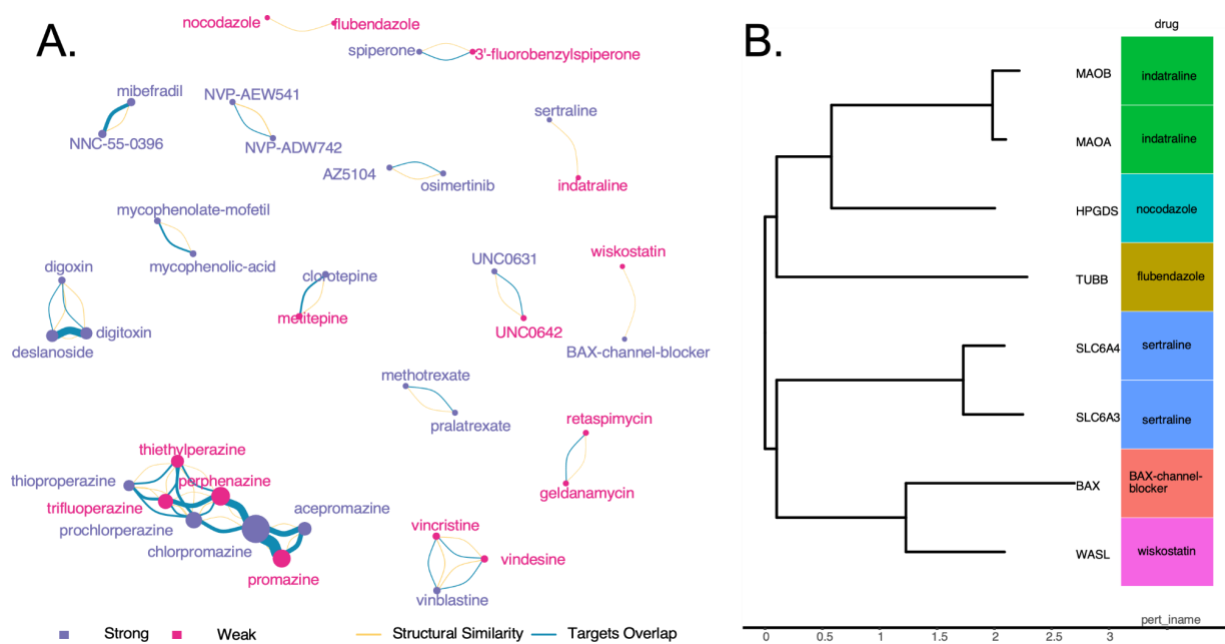 A.
nocodazole
flubendazole
spiperone
3'-fluorobenzylspiperone
mibefradil
NNC-55-0396
NVP-AEW541
NVP-ADW742
sertraline
indatraline
AZ5104
osimertinib
mycophenolate-mofetil
mycophenolic-acid
digoxin
digitoxin
deslanoside
clorotepine
metitepine
UNC0631
UNC0642
wiskostatin
BAX-channel-blocker
methotrexate
pralatrexate
retaspimycin
geldanamycin
thiethylperazine
thioproperazine
perphenazine
trifluoperazine
prochlorperazine
acepromazine
chlorpromazine
promazine
vincristine
vindesine
vinblastine
Strong
Weak
Structural Similarity
Targets Overlap
B.
drug
MAOB indatraline
MAOA indatraline
HPGDS nocodazole
TUBB flubendazole
SLC6A4 sertraline
SLC6A3 sertraline
BAX BAX-channel-
blocker
WASL wiskostatin
pert_iname
0 0.5 1 1.5 2 2.5 3